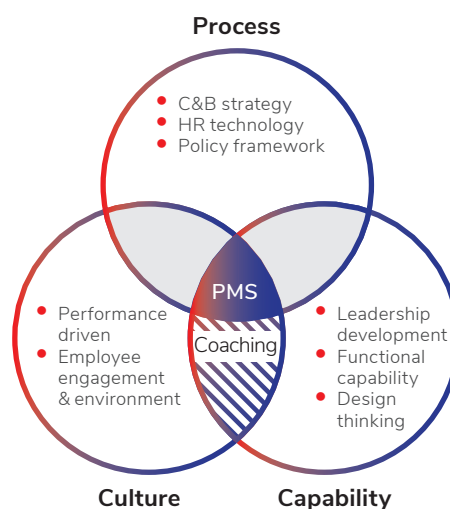 Process
C&B strategy
HR technology
Policy framework
PMS
Coaching
Performance
driven
Employee
engagement
& environment
Leadership
development
Functional
capability
Design
thinking
Culture
Capability